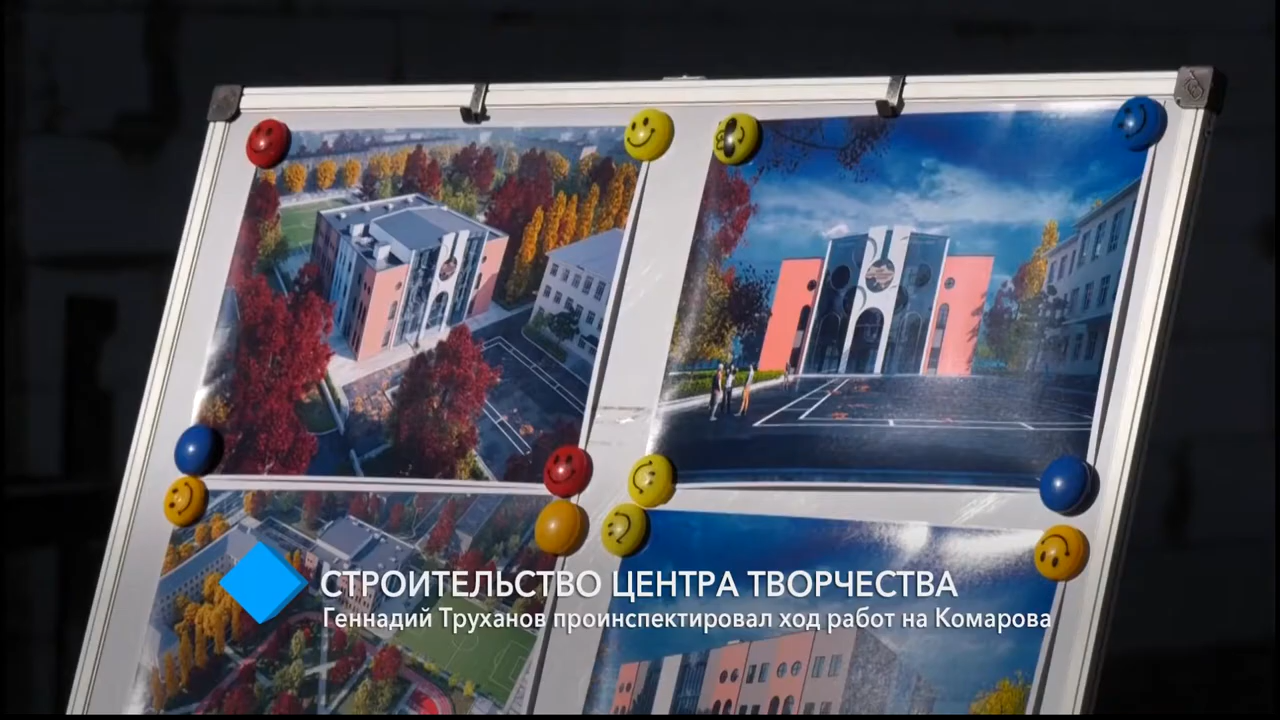 СТРОИТЕЛЬСТВО ЦЕНТРА ТВОРЧЕСТВА
Геннадий Труханов проинспектировал ход работ на Комарова